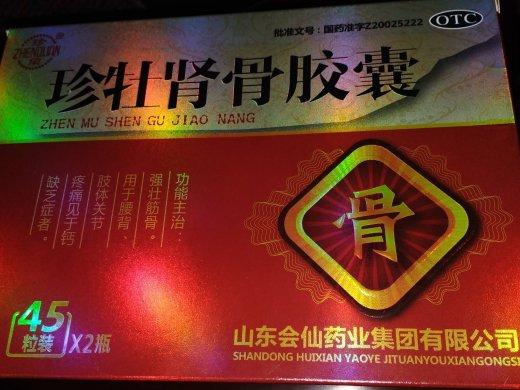 批准文号：国药准字Z20025222
OTC
珍
ZHENQUAN
泉
珍牡肾骨胶囊
ZHEN MU SHEN GU JIAO NANG
功能主治：
强壮筋骨。
用于腰背、
肢体关节
疼痛见于钙
缺乏症者。
骨
45
粒装
X2瓶
山东会仙药业集团有限公司
SHANDONG HUIXIAN YAOYE JITUANYOUXIANGONGSI